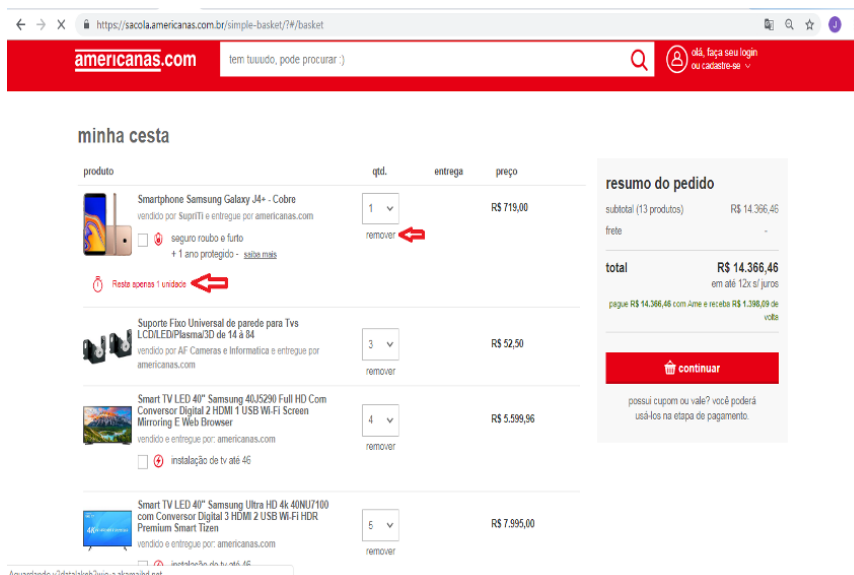 https://sacola.americanas.com.br/simple-basket/?#/basket
americanas.com
tem tuuudo, pode procurar :)
olá, faça seu login
ou cadastre-se
minha cesta
produto qtd. entrega preço
Smartphone Samsung Galaxy J4+ - Cobre
vendido por SupriTi e entregue por americanas.com
seguro roubo e furto
+ 1 ano protegido - saiba mais
1
remover
R$ 719,00
Resta apenas 1 unidade
Suporte Fixo Universal de parede para Tvs
LCD/LED/Plasma/3D de 14 à 84
vendido por AF Cameras e Informatica e entregue por
americanas.com
3
remover
R$ 52,50
Smart TV LED 40" Samsung 40J5290 Full HD Com
Conversor Digital 2 HDMI 1 USB Wi-Fi Screen
Mirroring E Web Browser
vendido e entregue por: americanas.com
instalação de tv até 46
4
remover
R$ 5.599,96
Smart TV LED 40" Samsung Ultra HD 4k 40NU7100
com Conversor Digital 3 HDMI 2 USB Wi-Fi HDR
Premium Smart Tizen
vendido e entregue por: americanas.com
instalação de tv até 46
5
remover
R$ 7.995,00
resumo do pedido
subtotal (13 produtos) R$ 14.366,46
frete -
total R$ 14.366,46
em até 12x s/ juros
pague R$ 14.366,46 com Ame e receba R$ 1.398,09 de
volta
continuar
possui cupom ou vale? você poderá
usá-los na etapa de pagamento.
J